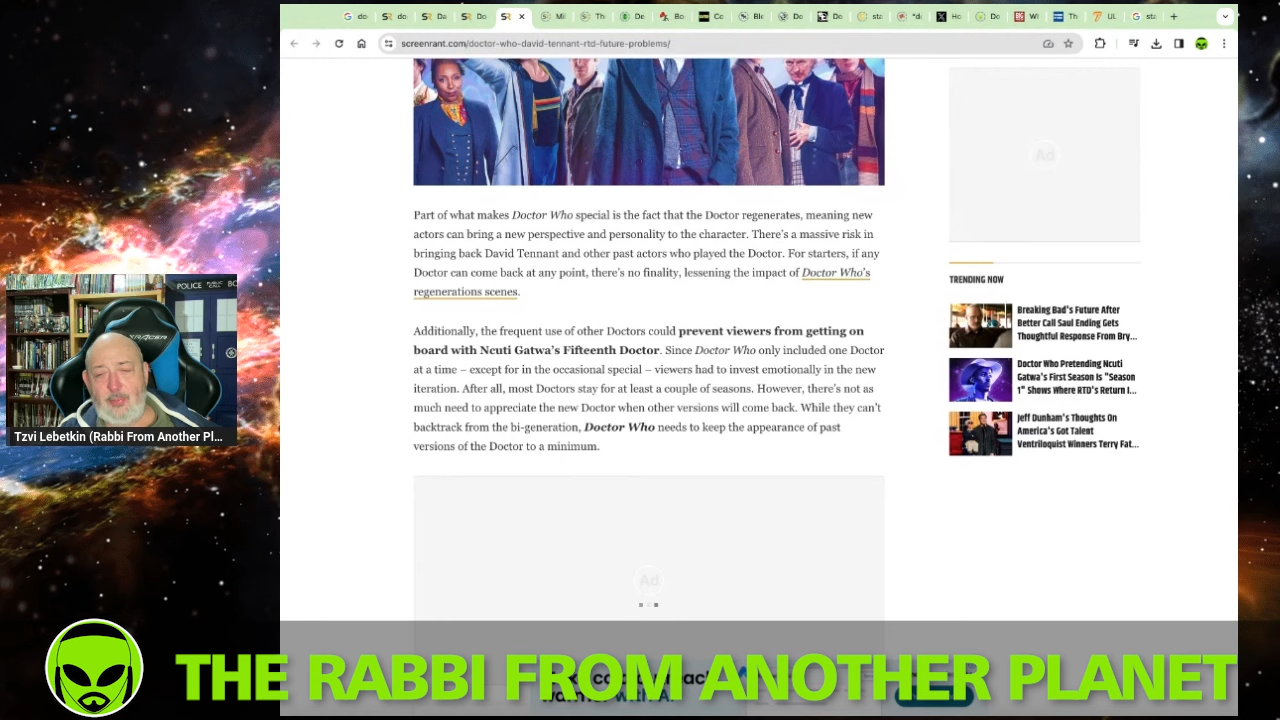 screenrant.com/doctor-who-david-tennant-rtd-future-problems/
Ad
Part of what makes Doctor Who special is the fact that the Doctor regenerates, meaning new
actors can bring a new perspective and personality to the character. There's a massive risk in
bringing back David Tennant and other past actors who played the Doctor. For starters, if any
Doctor can come back at any point, there's no finality, lessening the impact of Doctor Who's
regenerations scenes.
Additionally, the frequent use of other Doctors could prevent viewers from getting on
board with Ncuti Gatwa's Fifteenth Doctor. Since Doctor Who only included one Doctor
at a time – except for in the occasional special – viewers had to invest emotionally in the new
iteration. After all, most Doctors stay for at least a couple of seasons. However, there's not as
much need to appreciate the new Doctor when other versions will come back. While they can't
backtrack from the bi-generation, Doctor Who needs to keep the appearance of past
versions of the Doctor to a minimum.
TRENDING NOW
Breaking Bad's Future After
Better Call Saul Ending Gets
Thoughtful Response From Bry...
Doctor Who Pretending Ncuti
Gatwa's First Season Is "Season
1" Shows Where RTD's Return I...
Jeff Dunham's Thoughts On
America's Got Talent
Ventriloquist Winners Terry Fat...
Ad
POLICE PUBLIC CALL BO
Tzvi Lebetkin (Rabbi From Another Pl...
THE RABBI FROM ANOTHER PLANET